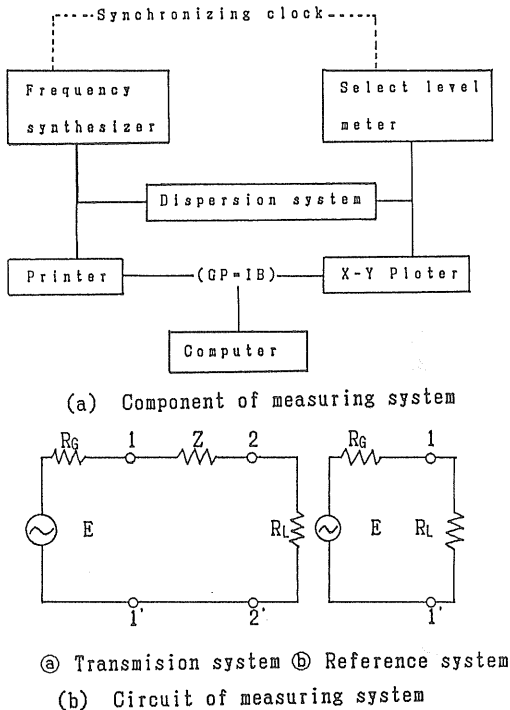 Synchronizing clock
Frequency
synthesizer
Select level
meter
Dispersion system
Printer
(GP=IB)
X-Y Ploter
Computer
(a) Component of measuring system
RG 1 Z 2 RG 1
E RL E RL
1' 2' 1'
ⓐ Transmision system ⓑ Reference system
(b) Circuit of measuring system